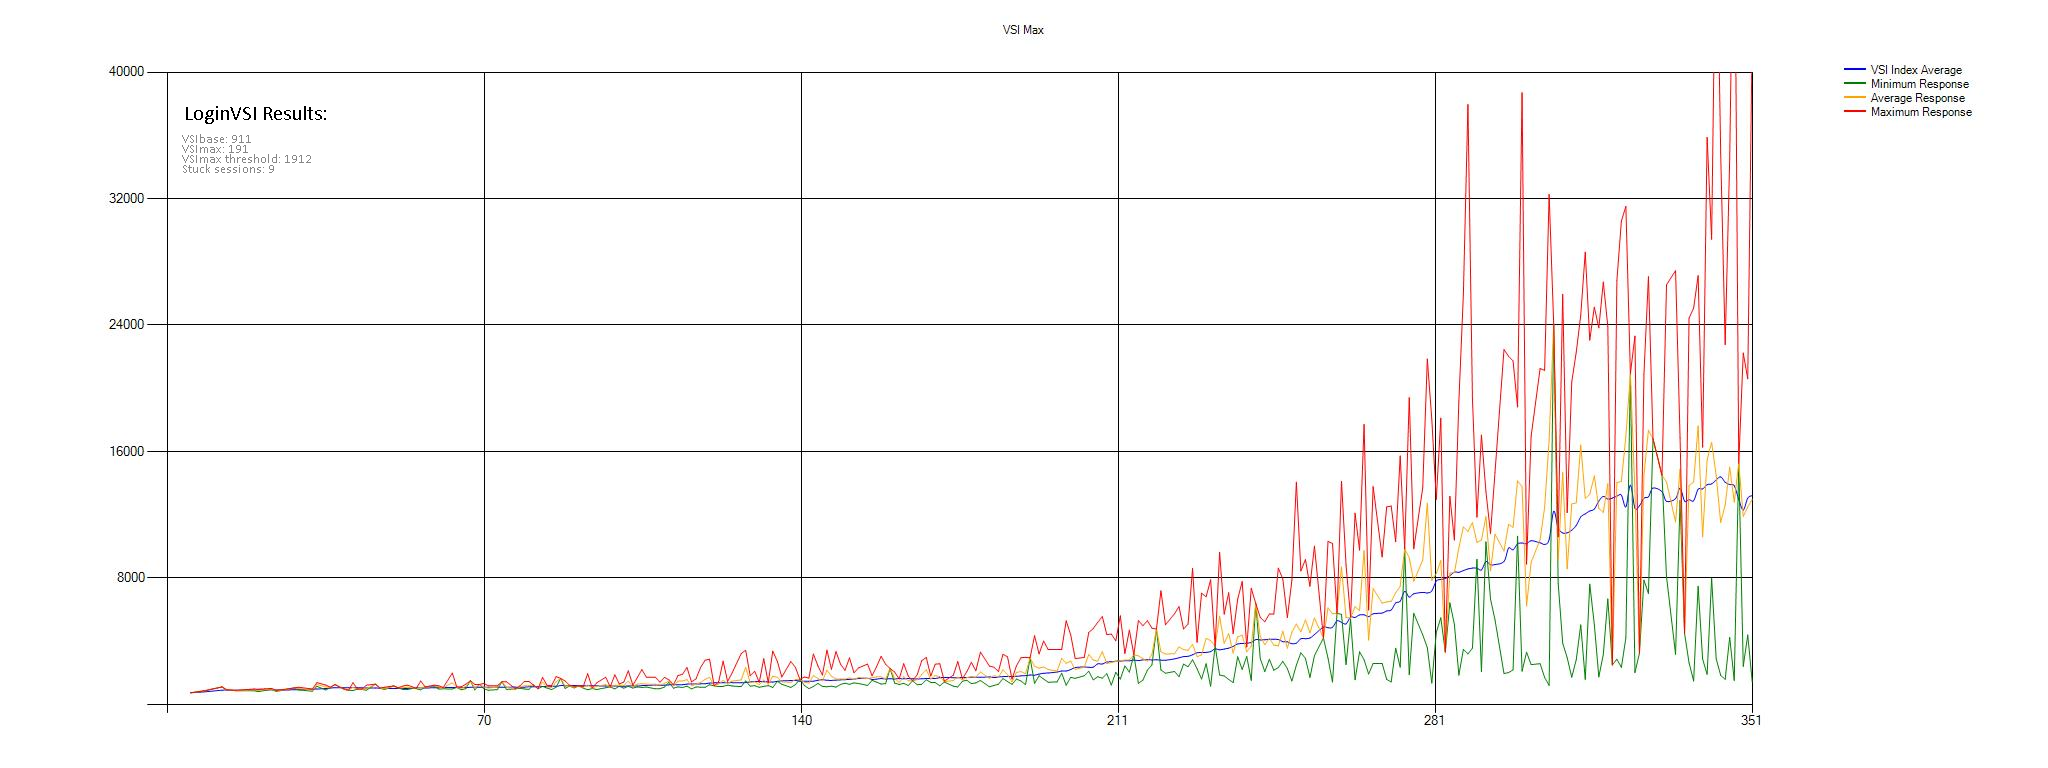 VSI Max
40000
32000
24000
16000
8000
LoginVSI Results:
VSIbase: 911
VSImax: 191
VSImax threshold: 1912
Stuck sessions: 9
VSI Index Average
Minimum Response
Average Response
Maximum Response
70
140
211
281
351